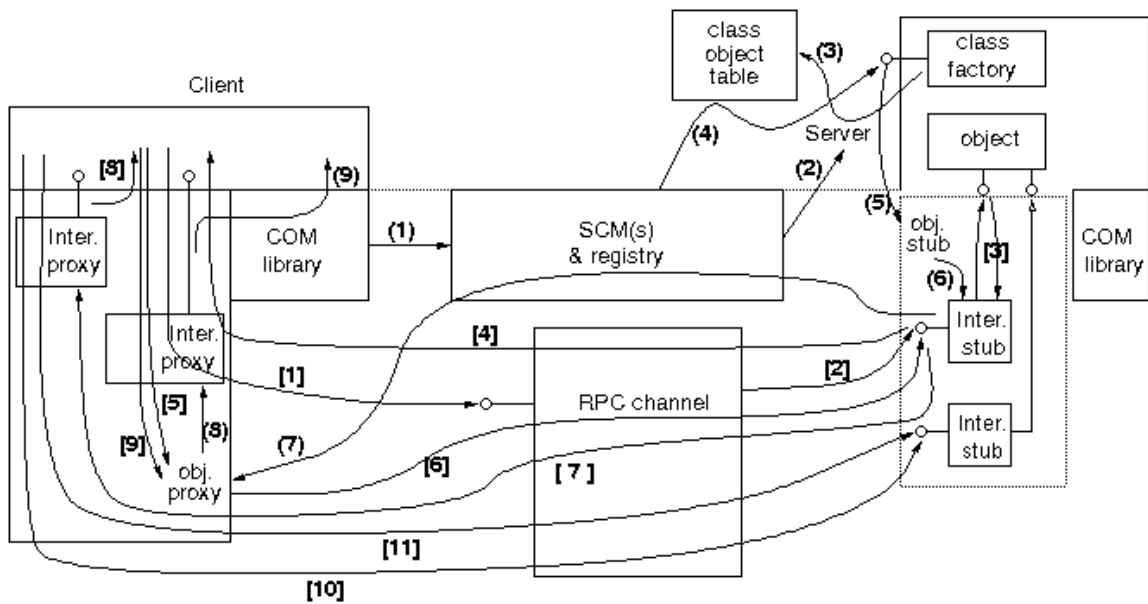 class
object
table
(3)
class
factory
Client
(4)
Server
object
[8]
(9)
(2)
(5)
Inter.
proxy
COM
library
(1)
SCM(s)
& registry
obj.
stub
[3]
COM
library
(6)
Inter.
proxy
[4]
Inter.
stub
[1]
[2]
[5]
(8)
RPC channel
[9]
(7)
[6]
[ 7 ]
Inter.
stub
obj.
proxy
[11]
[10]